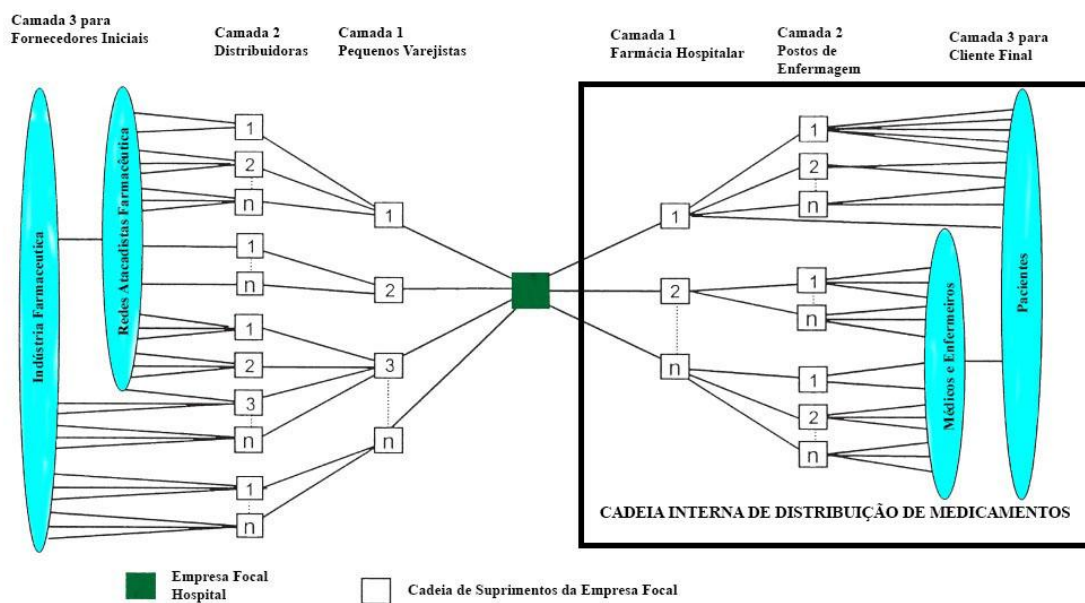 Camada 3 para
Fornecedores Iniciais
Camada 2
Distribuidoras
Camada 1
Pequenos Varejistas
Camada 1
Farmácia Hospitalar
Camada 2
Postos de
Enfermagem
Camada 3 para
Cliente Final
Indústria Farmaceutica
Redes Atacadistas Farmacêutica
1
2
n
1
n
1
2
3
n
1
n
1
2
3
n
1
2
n
1
2
n
1
n
1
2
n
Médicos e Enfermeiros
Pacientes
CADEIA INTERNA DE DISTRIBUIÇÃO DE MEDICAMENTOS
Empresa Focal
Hospital
Cadeia de Suprimentos da Empresa Focal